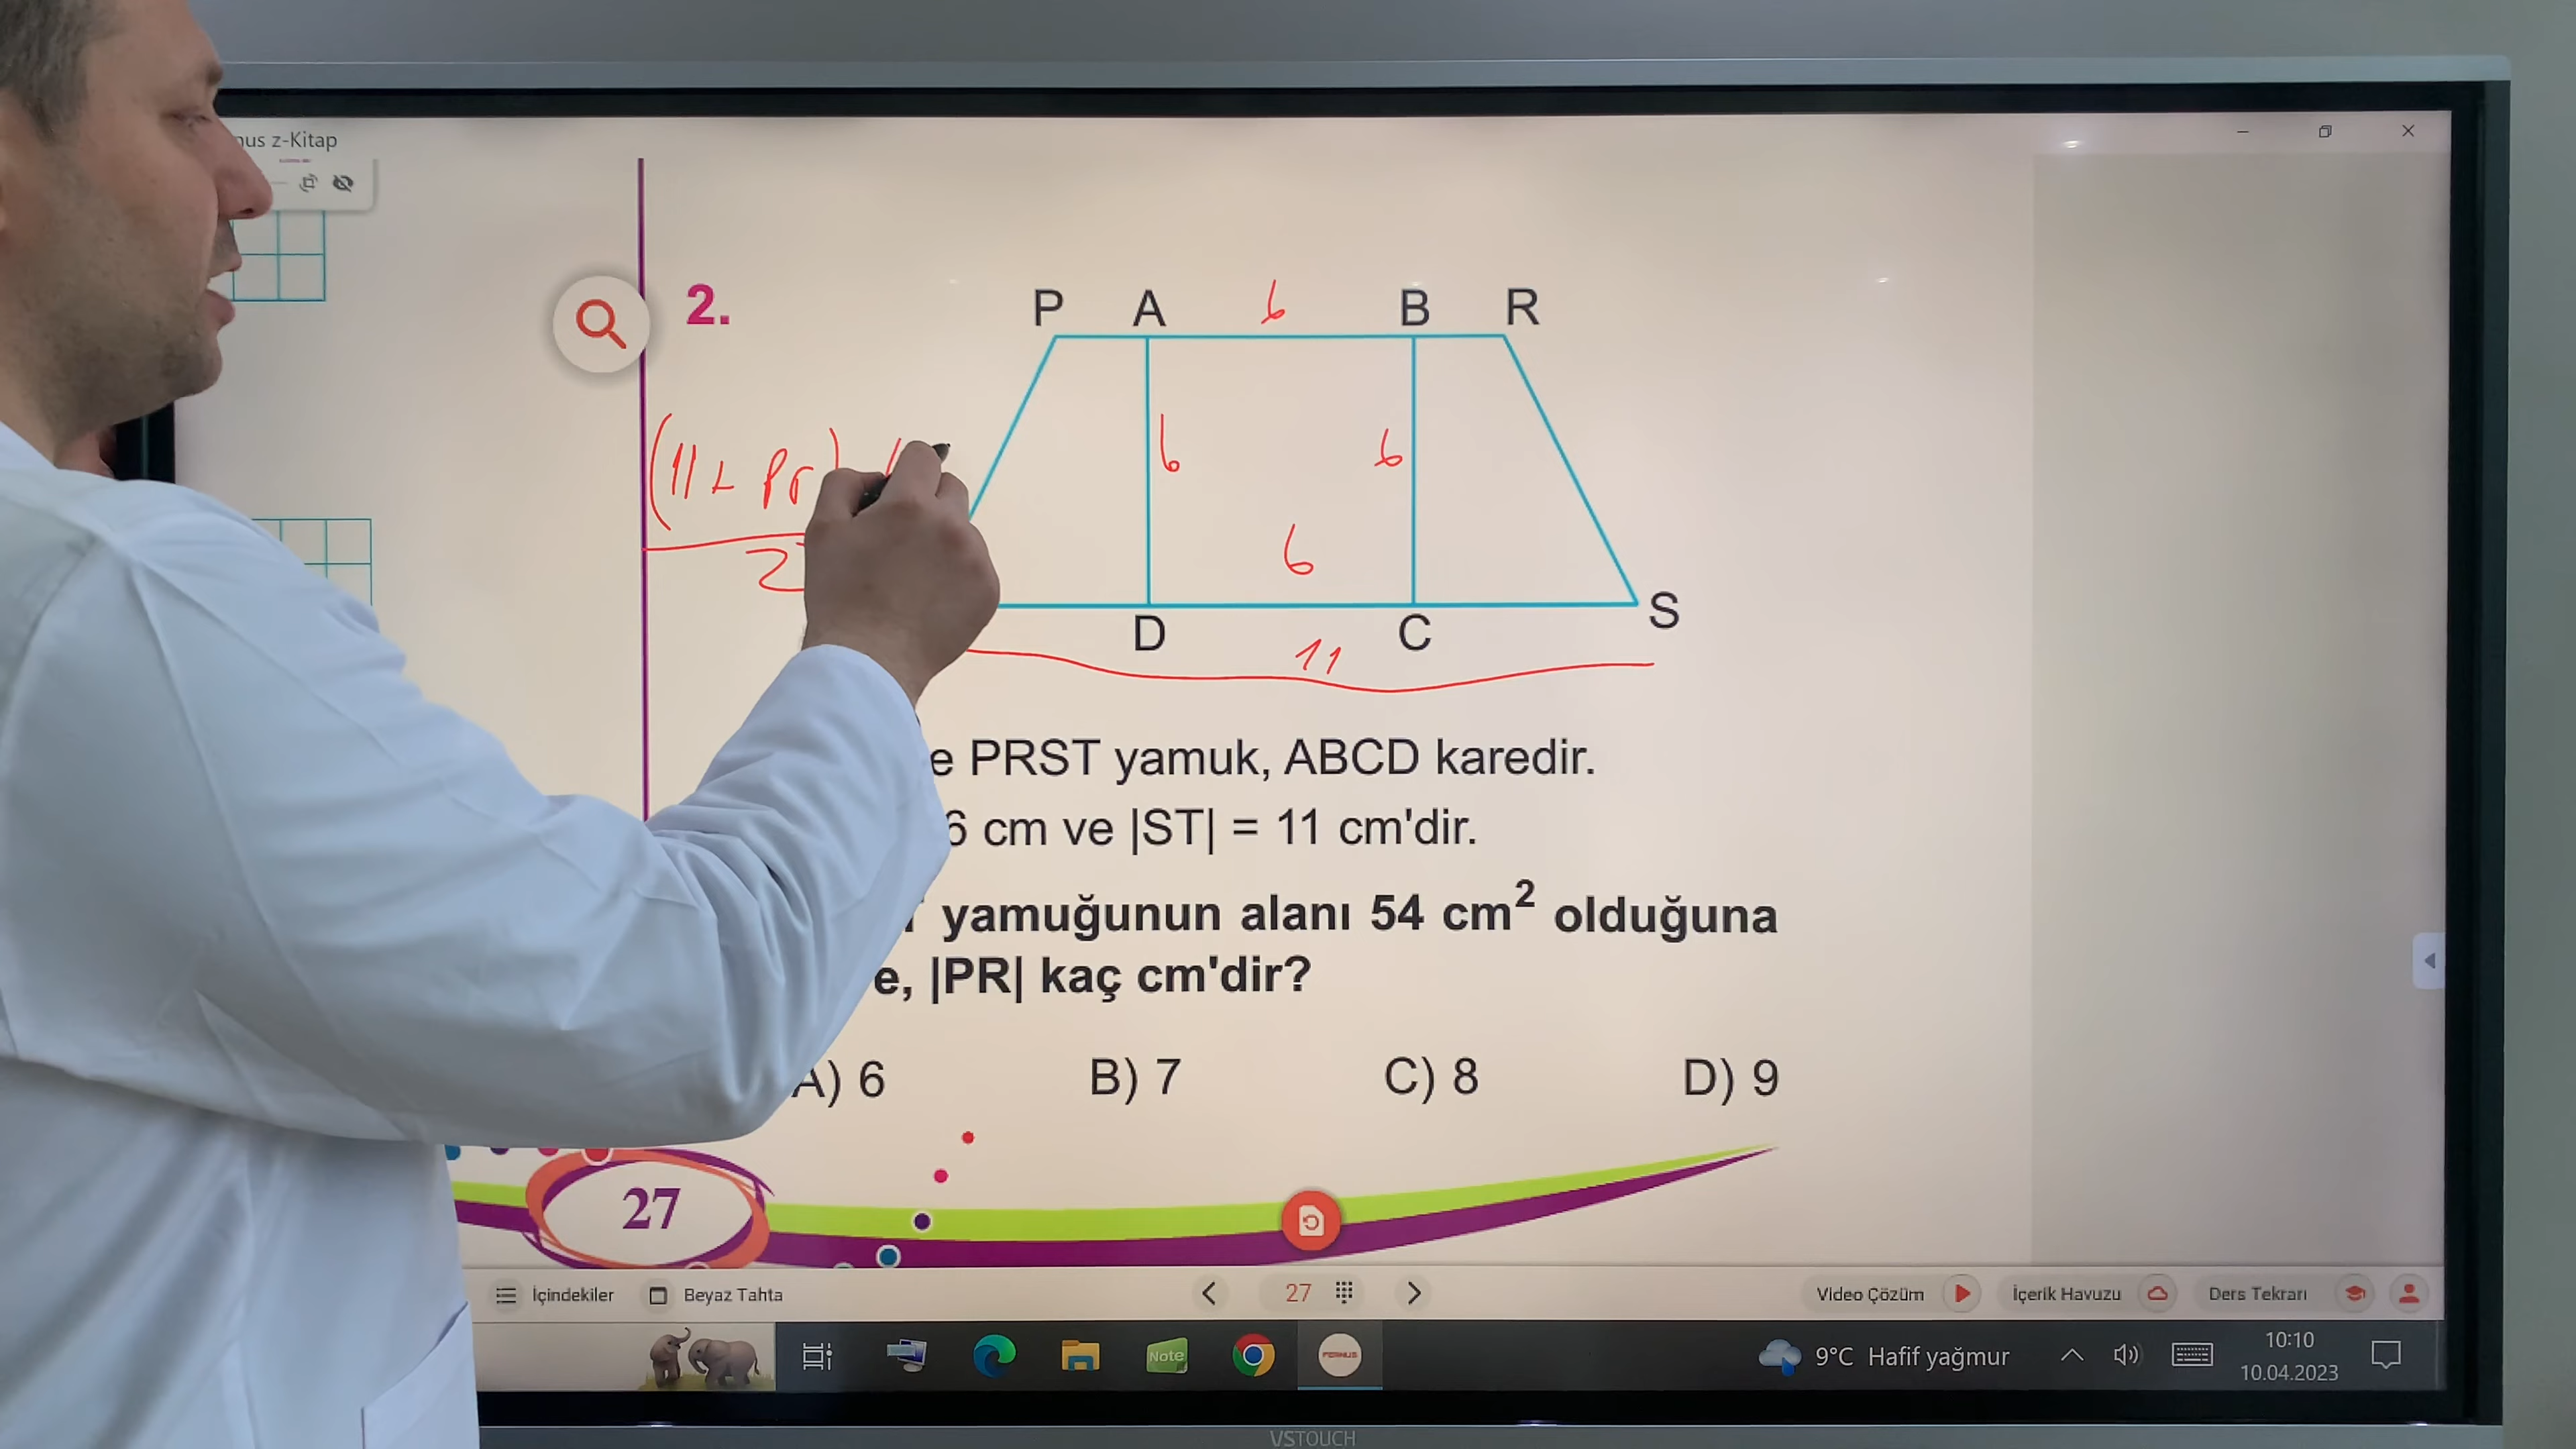 nus z-Kitap
2.
P A 6 B R
(11 + Pr)
2
6 6
6
D C S
11
e PRST yamuk, ABCD karedir.
6 cm ve |ST| = 11 cm'dir.
yamuğunun alanı 54 cm² olduğuna
e, |PR| kaç cm'dir?
A) 6 B) 7 C) 8 D) 9
27
İçindekiler Beyaz Tahta 27 Video Çözüm İçerik Havuzu Ders Tekrarı
Note FERNUS 9°C Hafif yağmur 10:10
10.04.2023
VSTOUCH